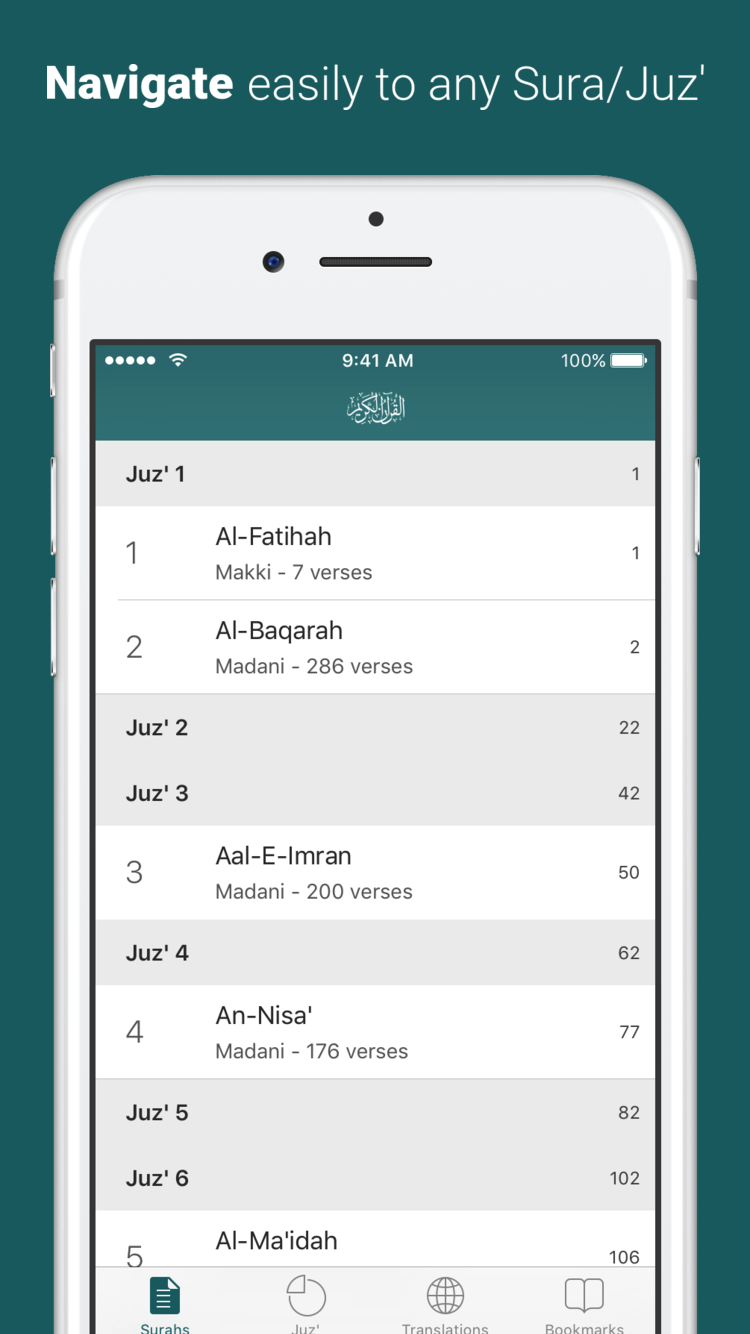 Navigate easily to any Sura/Juz'
9:41 AM
100%
القرآن الكريم
Juz' 1
1
1
Al-Fatihah
Makki - 7 verses
1
2
Al-Baqarah
Madani - 286 verses
2
Juz' 2
22
Juz' 3
42
3
Aal-E-Imran
Madani - 200 verses
50
Juz' 4
62
4
An-Nisa'
Madani - 176 verses
77
Juz' 5
82
Juz' 6
102
5
Al-Ma'idah
106
Surahs
Juz'
Translations
Bookmarks